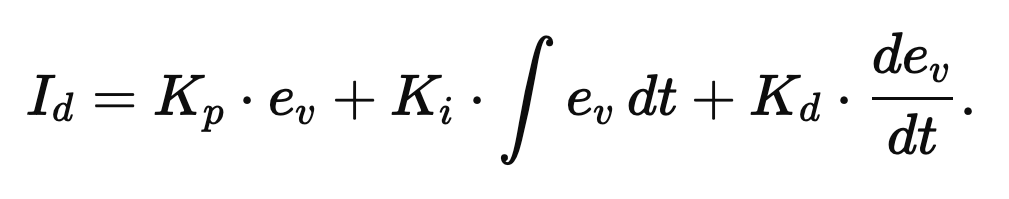 I_d = K_p · e_v + K_i · ∫ e_v dt + K_d · de_v/dt.